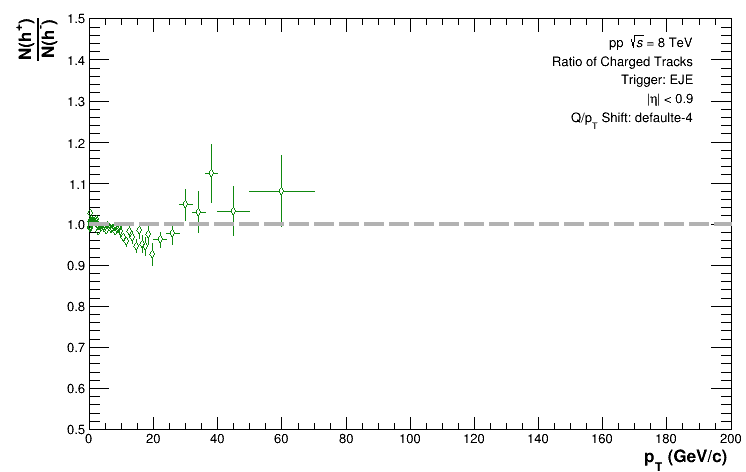 N(h⁺)
N(h⁻)
1.5
1.4
1.3
1.2
1.1
1.0
0.9
0.8
0.7
0.6
0.5
pp √s = 8 TeV
Ratio of Charged Tracks
Trigger: EJE
|η| < 0.9
Q/p_T Shift: defaulte-4
0 20 40 60 80 100 120 140 160 180 200
p_T (GeV/c)